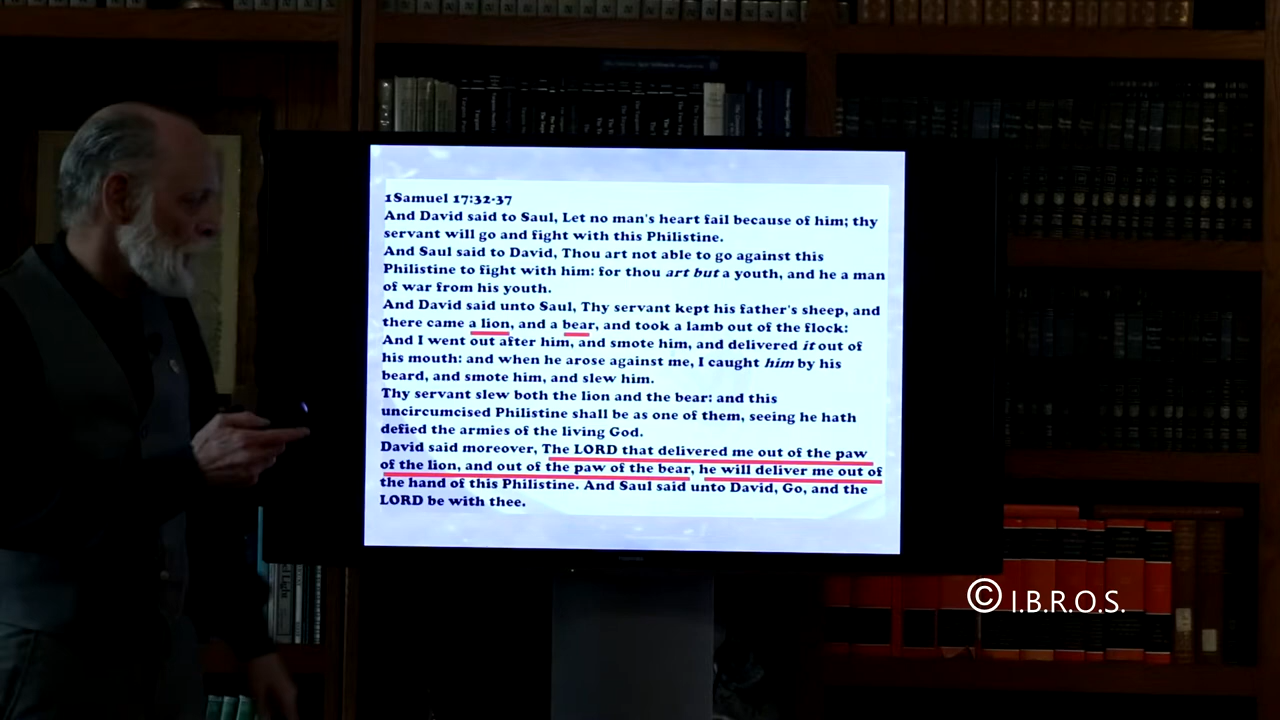 1Samuel 17:32-37
And David said to Saul, Let no man's heart fail because of him; thy
servant will go and fight with this Philistine.
And Saul said to David, Thou art not able to go against this
Philistine to fight with him: for thou art but a youth, and he a man
of war from his youth.
And David said unto Saul, Thy servant kept his father's sheep, and
there came a lion, and a bear, and took a lamb out of the flock:
And I went out after him, and smote him, and delivered it out of
his mouth: and when he arose against me, I caught him by his
beard, and smote him, and slew him.
Thy servant slew both the lion and the bear: and this
uncircumcised Philistine shall be as one of them, seeing he hath
defied the armies of the living God.
David said moreover, The LORD that delivered me out of the paw
of the lion, and out of the paw of the bear, he will deliver me out of
the hand of this Philistine. And Saul said unto David, Go, and the
LORD be with thee.
© I.B.R.O.S.